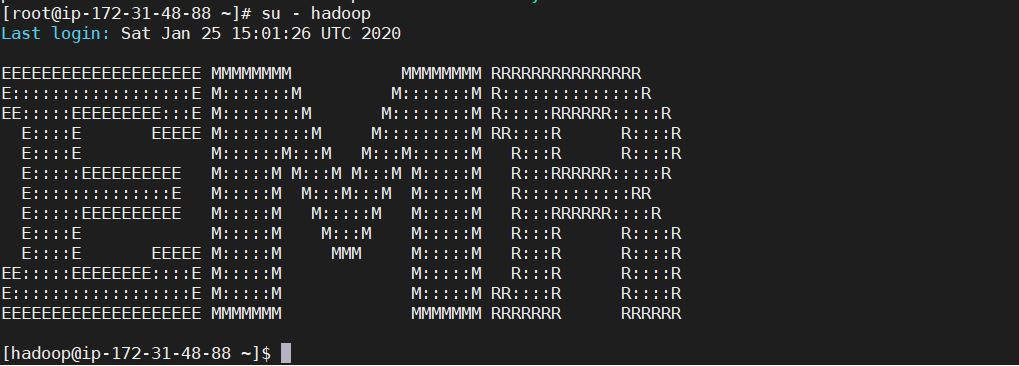 [root@ip-172-31-48-88 ~]# su - hadoop
Last login: Sat Jan 25 15:01:26 UTC 2020

EEEEEEEEEEEEEEEEEEEE MMMMMMMM           MMMMMMMM RRRRRRRRRRRRRRR
E::::::::::::::::::E M:::::::M         M:::::::M R::::::::::::::R
EE:::::EEEEEEEEE:::E M::::::::M       M::::::::M R:::::RRRRRR:::::R
  E::::E       EEEEE M:::::::::M     M:::::::::M RR::::R      R::::R
  E::::E             M::::::M:::M   M:::M::::::M   R:::R      R::::R
  E:::::EEEEEEEEEE   M:::::M M:::M M:::M M:::::M   R:::RRRRRR:::::R
  E::::::::::::::E   M:::::M  M:::M:::M  M:::::M   R:::::::::::RR
  E:::::EEEEEEEEEE   M:::::M   M:::::M   M:::::M   R:::RRRRRR::::R
  E::::E             M:::::M    M:::M    M:::::M   R:::R      R::::R
  E::::E       EEEEE M:::::M     MMM     M:::::M   R:::R      R::::R
EE:::::EEEEEEEE::::E M:::::M             M:::::M   R:::R      R::::R
E::::::::::::::::::E M:::::M             M:::::M RR::::R      R::::R
EEEEEEEEEEEEEEEEEEEE MMMMMMM             MMMMMMM RRRRRRR      RRRRRR

[hadoop@ip-172-31-48-88 ~]$